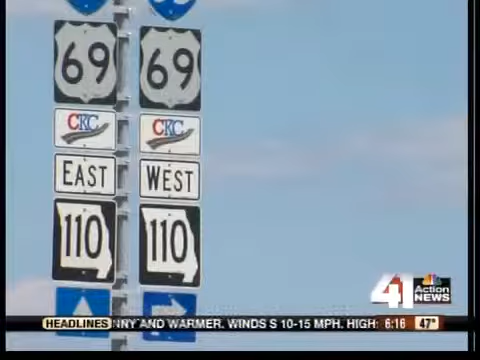 69 69
CKC CKC
EAST WEST
110 110
41 Action
NEWS
HEADLINES NNY AND WARMER. WINDS S 10-15 MPH. HIGH: 6:16 47°